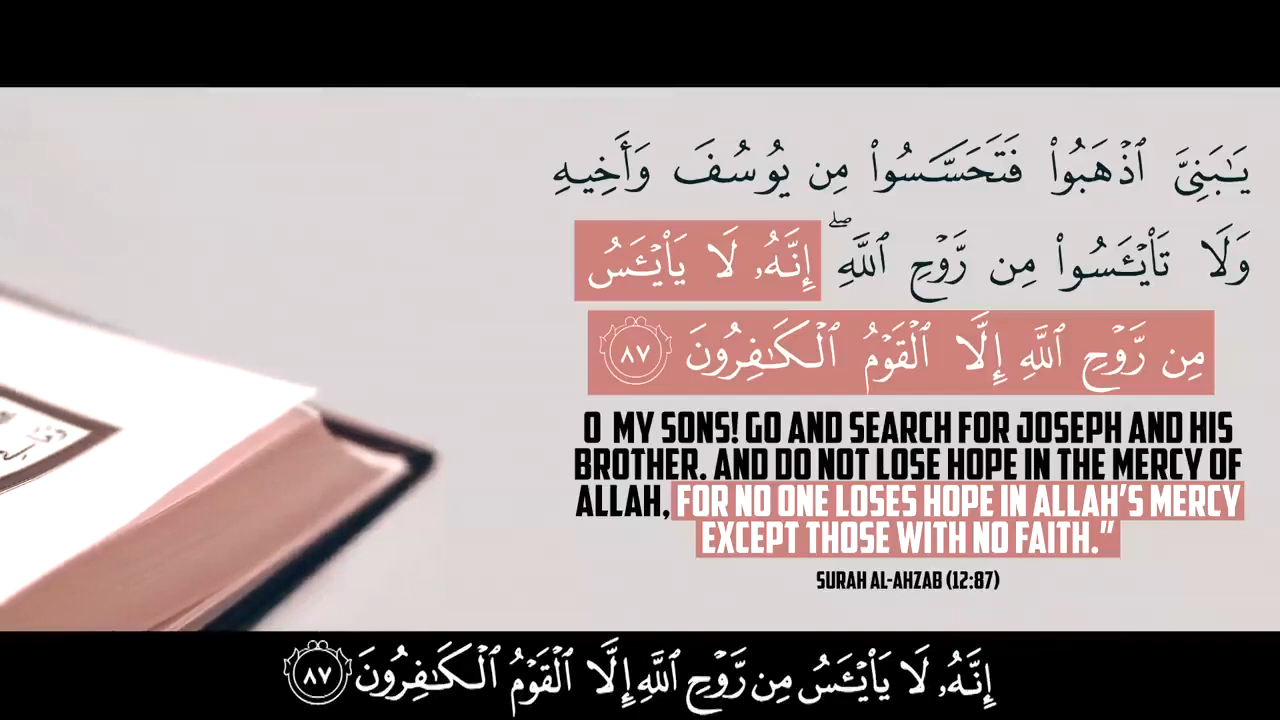 يَٰبَنِىَّ ٱذْهَبُوا۟ فَتَحَسَّسُوا۟ مِن يُوسُفَ وَأَخِيهِ
وَلَا تَا۟يْـَٔسُوا۟ مِن رَّوْحِ ٱللَّهِ ۖ إِنَّهُۥ لَا يَا۟يْـَٔسُ
مِن رَّوْحِ ٱللَّهِ إِلَّا ٱلْقَوْمُ ٱلْكَٰفِرُونَ ٨٧
O MY SONS! GO AND SEARCH FOR JOSEPH AND HIS
BROTHER. AND DO NOT LOSE HOPE IN THE MERCY OF
ALLAH, FOR NO ONE LOSES HOPE IN ALLAH'S MERCY
EXCEPT THOSE WITH NO FAITH."
SURAH AL-AHZAB (12:87)
إِنَّهُۥ لَا يَا۟يْـَٔسُ مِن رَّوْحِ ٱللَّهِ إِلَّا ٱلْقَوْمُ ٱلْكَٰفِرُونَ ٨٧